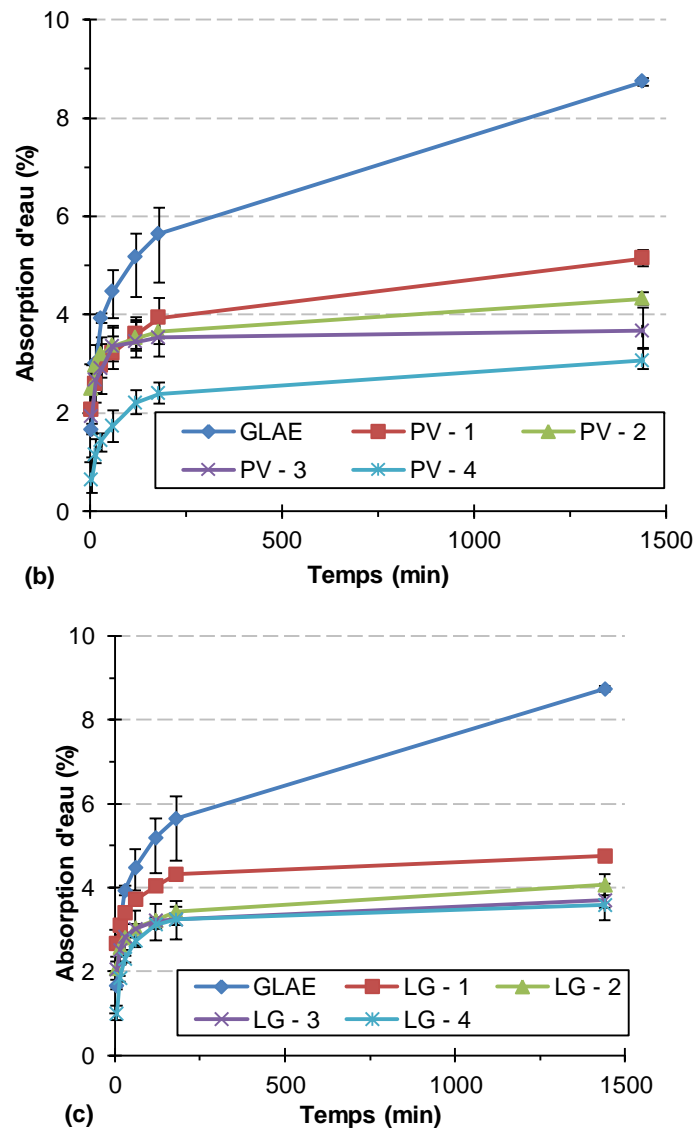 10
8
6
4
2
0
Absorption d'eau (%)
GLAE PV - 1 PV - 2
PV - 3 PV - 4
0 500 1000 1500
(b) Temps (min)
10
8
6
4
2
0
Absorption d'eau (%)
GLAE LG - 1 LG - 2
LG - 3 LG - 4
0 500 1000 1500
(c) Temps (min)